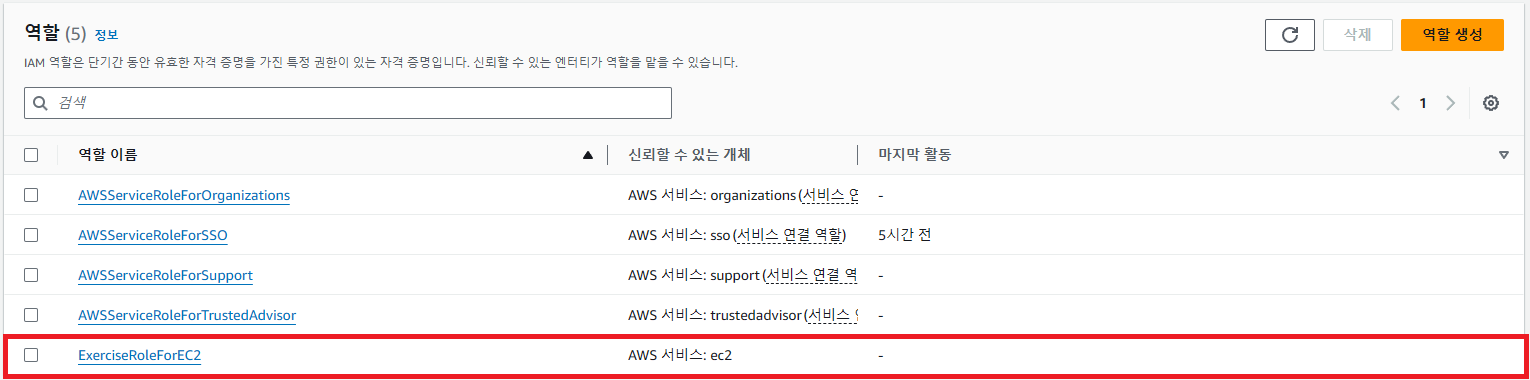 역할 (5) 정보
삭제
역할 생성
IAM 역할은 단기간 동안 유효한 자격 증명을 가진 특정 권한이 있는 자격 증명입니다. 신뢰할 수 있는 엔터티가 역할을 맡을 수 있습니다.
검색
1
역할 이름 신뢰할 수 있는 개체 마지막 활동
AWSServiceRoleForOrganizations AWS 서비스: organizations (서비스 연 -
AWSServiceRoleForSSO AWS 서비스: sso (서비스 연결 역할) 5시간 전
AWSServiceRoleForSupport AWS 서비스: support (서비스 연결 역 -
AWSServiceRoleForTrustedAdvisor AWS 서비스: trustedadvisor (서비스 -
ExerciseRoleForEC2 AWS 서비스: ec2 -